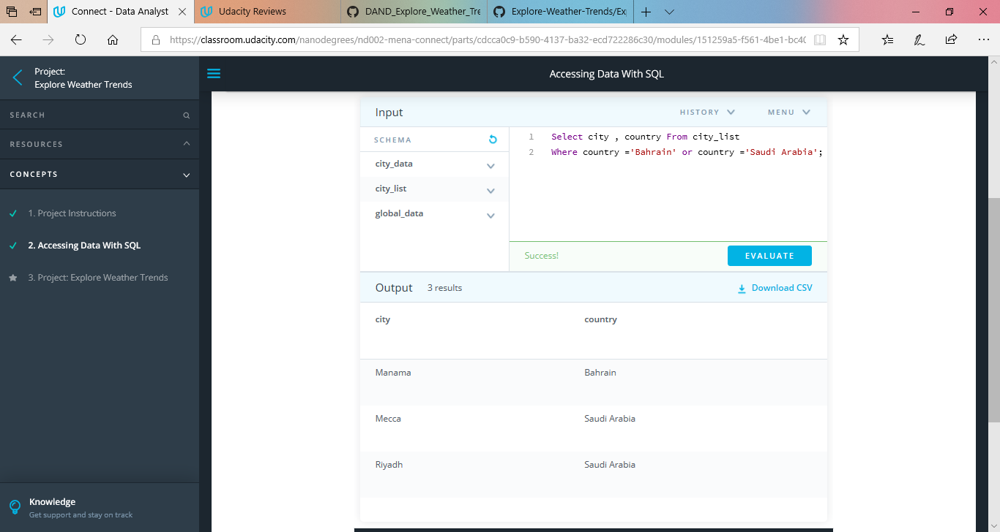 Connect - Data Analyst
Udacity Reviews
DAND_Explore_Weather_Tre
Explore-Weather-Trends/Exp
https://classroom.udacity.com/nanodegrees/nd002-mena-connect/parts/cdcca0c9-b590-4137-ba32-ecd722286c30/modules/151259a5-f561-4be1-bc40
Project:
Explore Weather Trends
SEARCH
RESOURCES
CONCEPTS
1. Project Instructions
2. Accessing Data With SQL
3. Project: Explore Weather Trends
Knowledge
Get support and stay on track
Accessing Data With SQL
Input
HISTORY
MENU
SCHEMA
city_data
city_list
global_data
1 Select city , country From city_list
2 Where country ='Bahrain' or country ='Saudi Arabia';
Success!
EVALUATE
Output 3 results
Download CSV
city country
Manama Bahrain
Mecca Saudi Arabia
Riyadh Saudi Arabia